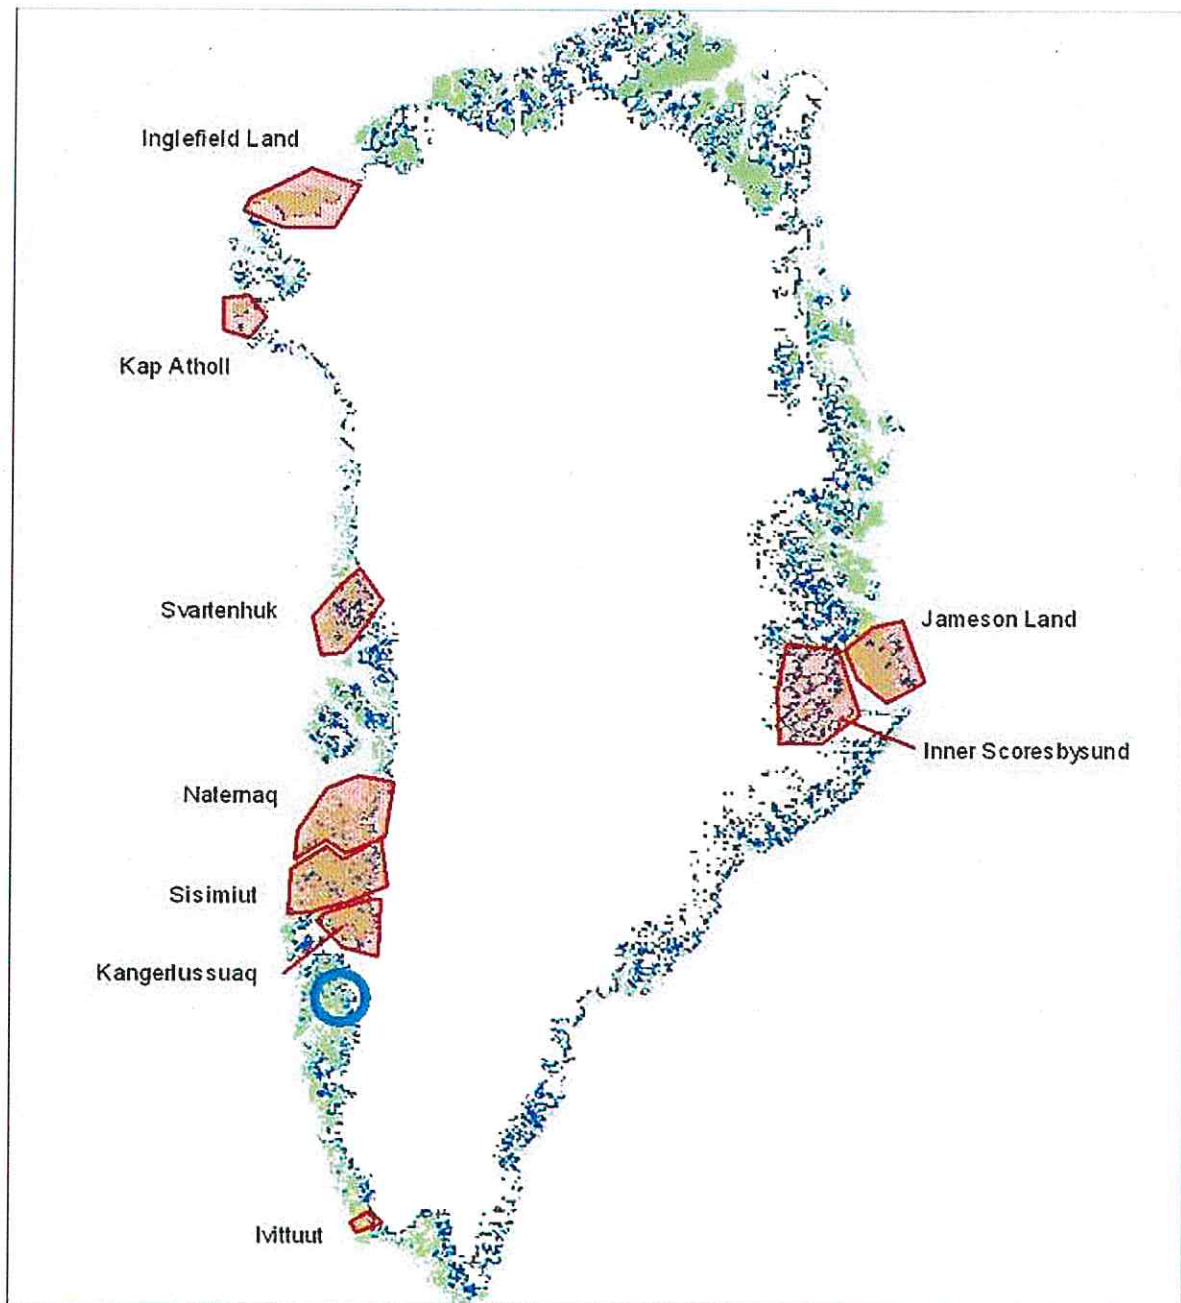 Inglefield Land
Kap Atholl
Svartenhuk
Jameson Land
Inner Scoresbysund
Naternaq
Sisimiut
Kangerlussuaq
Ivittuut